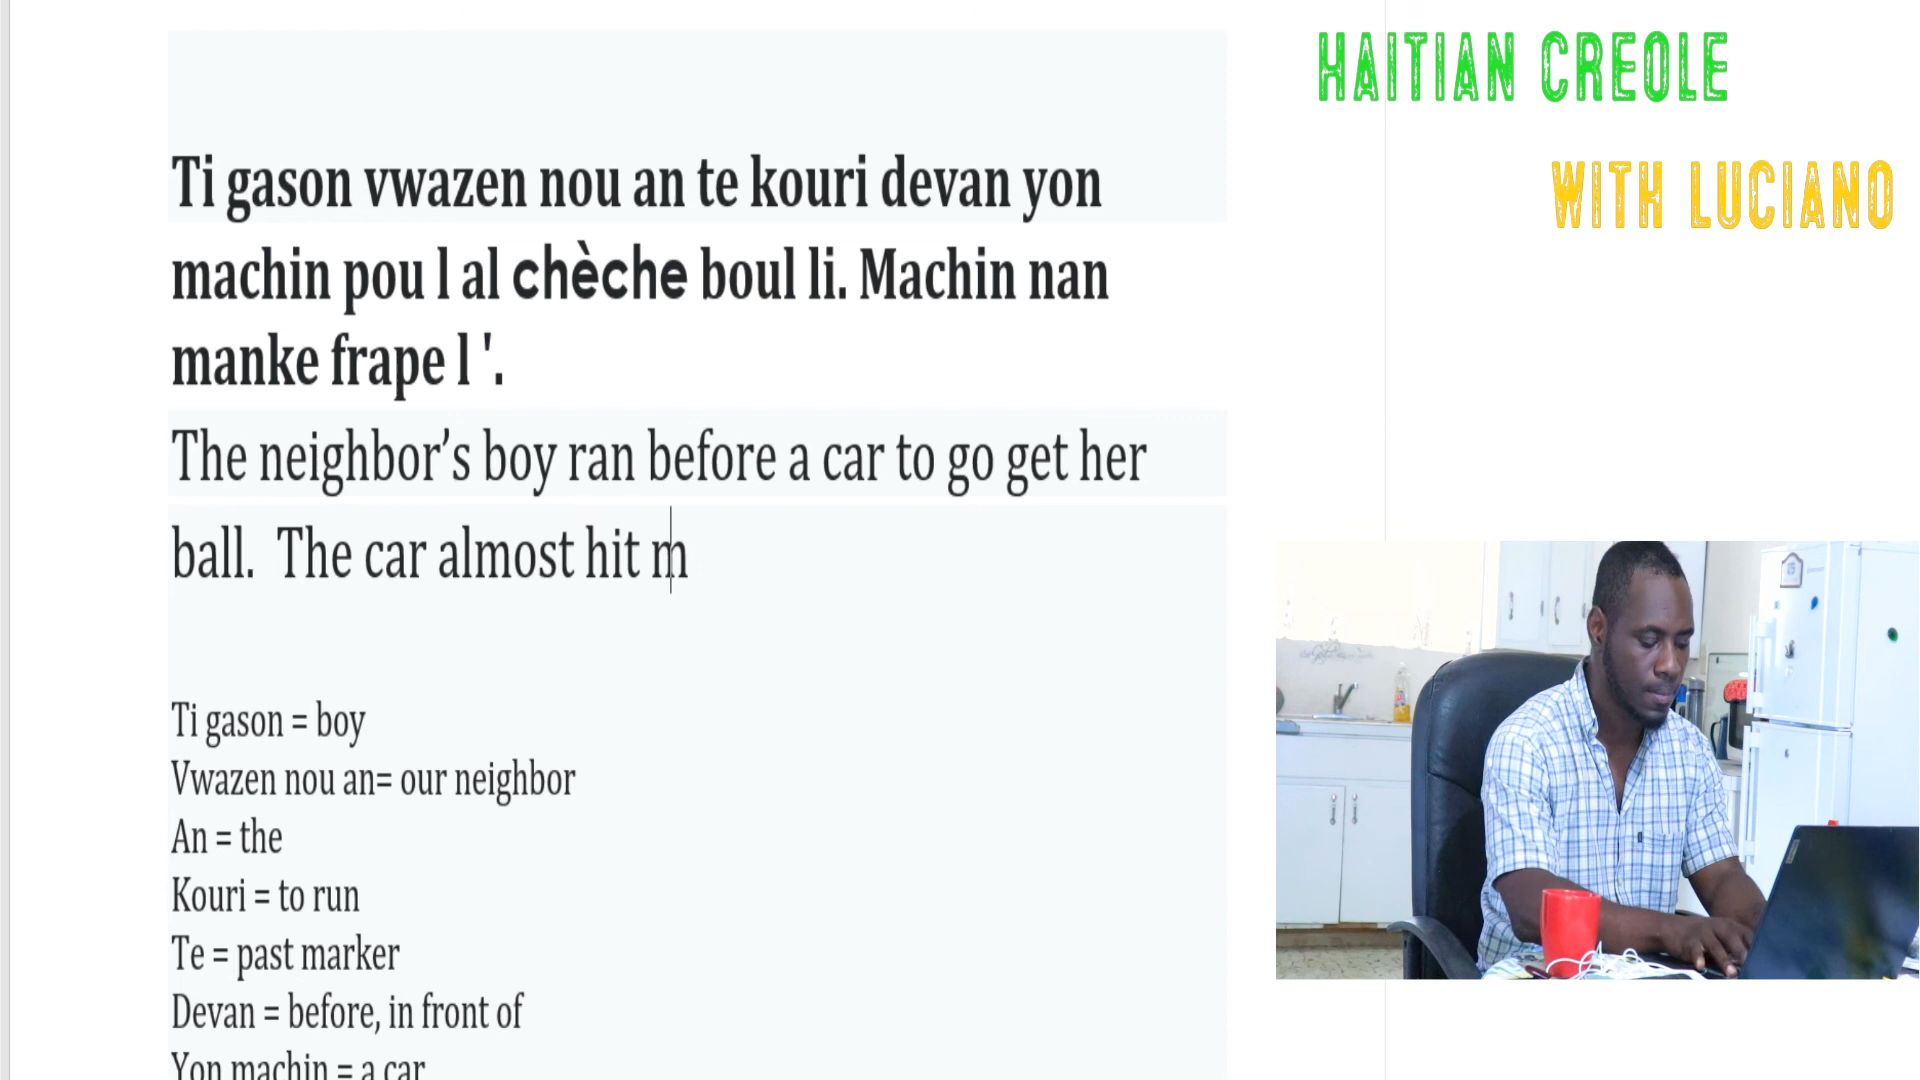 HAITIAN CREOLE
WITH LUCIANO
Ti gason vwazen nou an te kouri devan yon
machin pou l al chèche boul li. Machin nan
manke frape l '.
The neighbor’s boy ran before a car to go get her
ball.  The car almost hit m
Ti gason = boy
Vwazen nou an= our neighbor
An = the
Kouri = to run
Te = past marker
Devan = before, in front of
Yon machin = a car